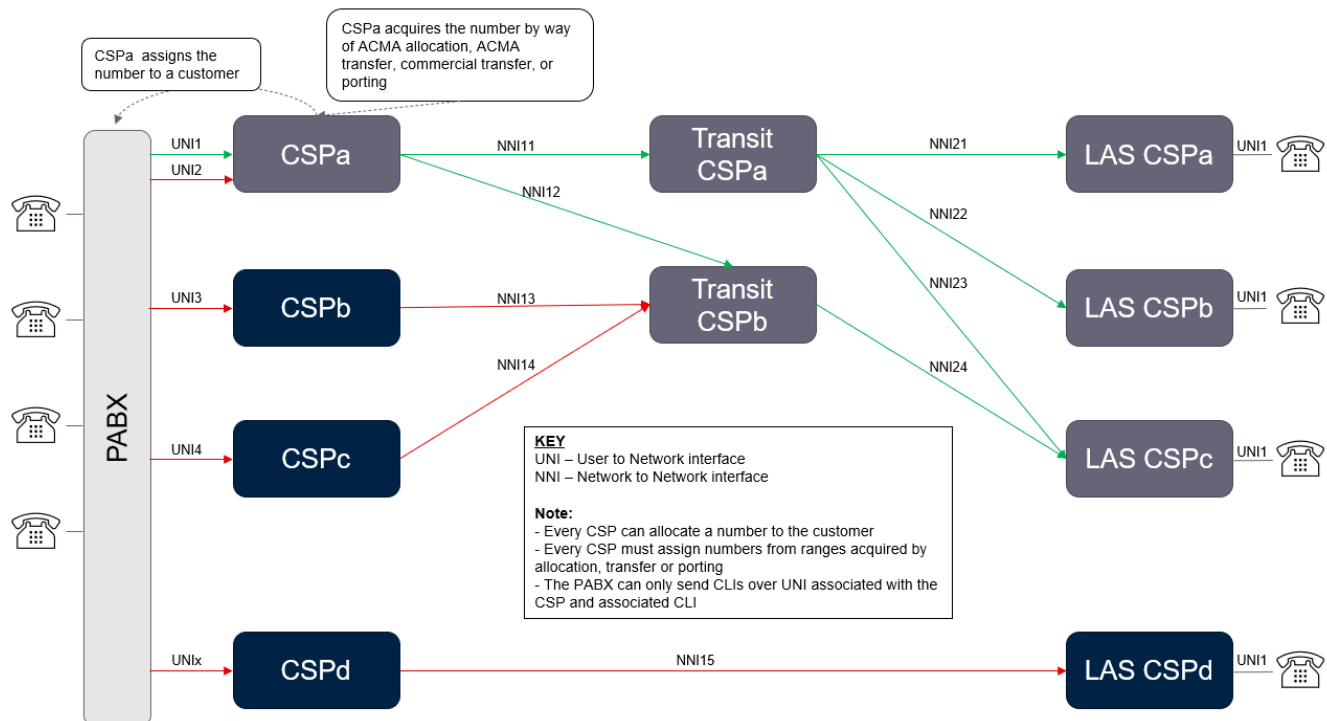 CSPa assigns the
number to a customer
CSPa acquires the number by way
of ACMA allocation, ACMA
transfer, commercial transfer, or
porting
PABX
UNI1
UNI2
CSPa
NNI11
NNI12
Transit
CSPa
NNI21
NNI22
NNI23
LAS CSPa
UNI1
UNI3
CSPb
NNI13
NNI14
Transit
CSPb
NNI24
LAS CSPb
UNI1
UNI4
CSPc
LAS CSPc
UNI1
KEY
UNI – User to Network interface
NNI – Network to Network interface
Note:
- Every CSP can allocate a number to the customer
- Every CSP must assign numbers from ranges acquired by
allocation, transfer or porting
- The PABX can only send CLIs over UNI associated with the
CSP and associated CLI
UNIx
CSPd
NNI15
LAS CSPd
UNI1